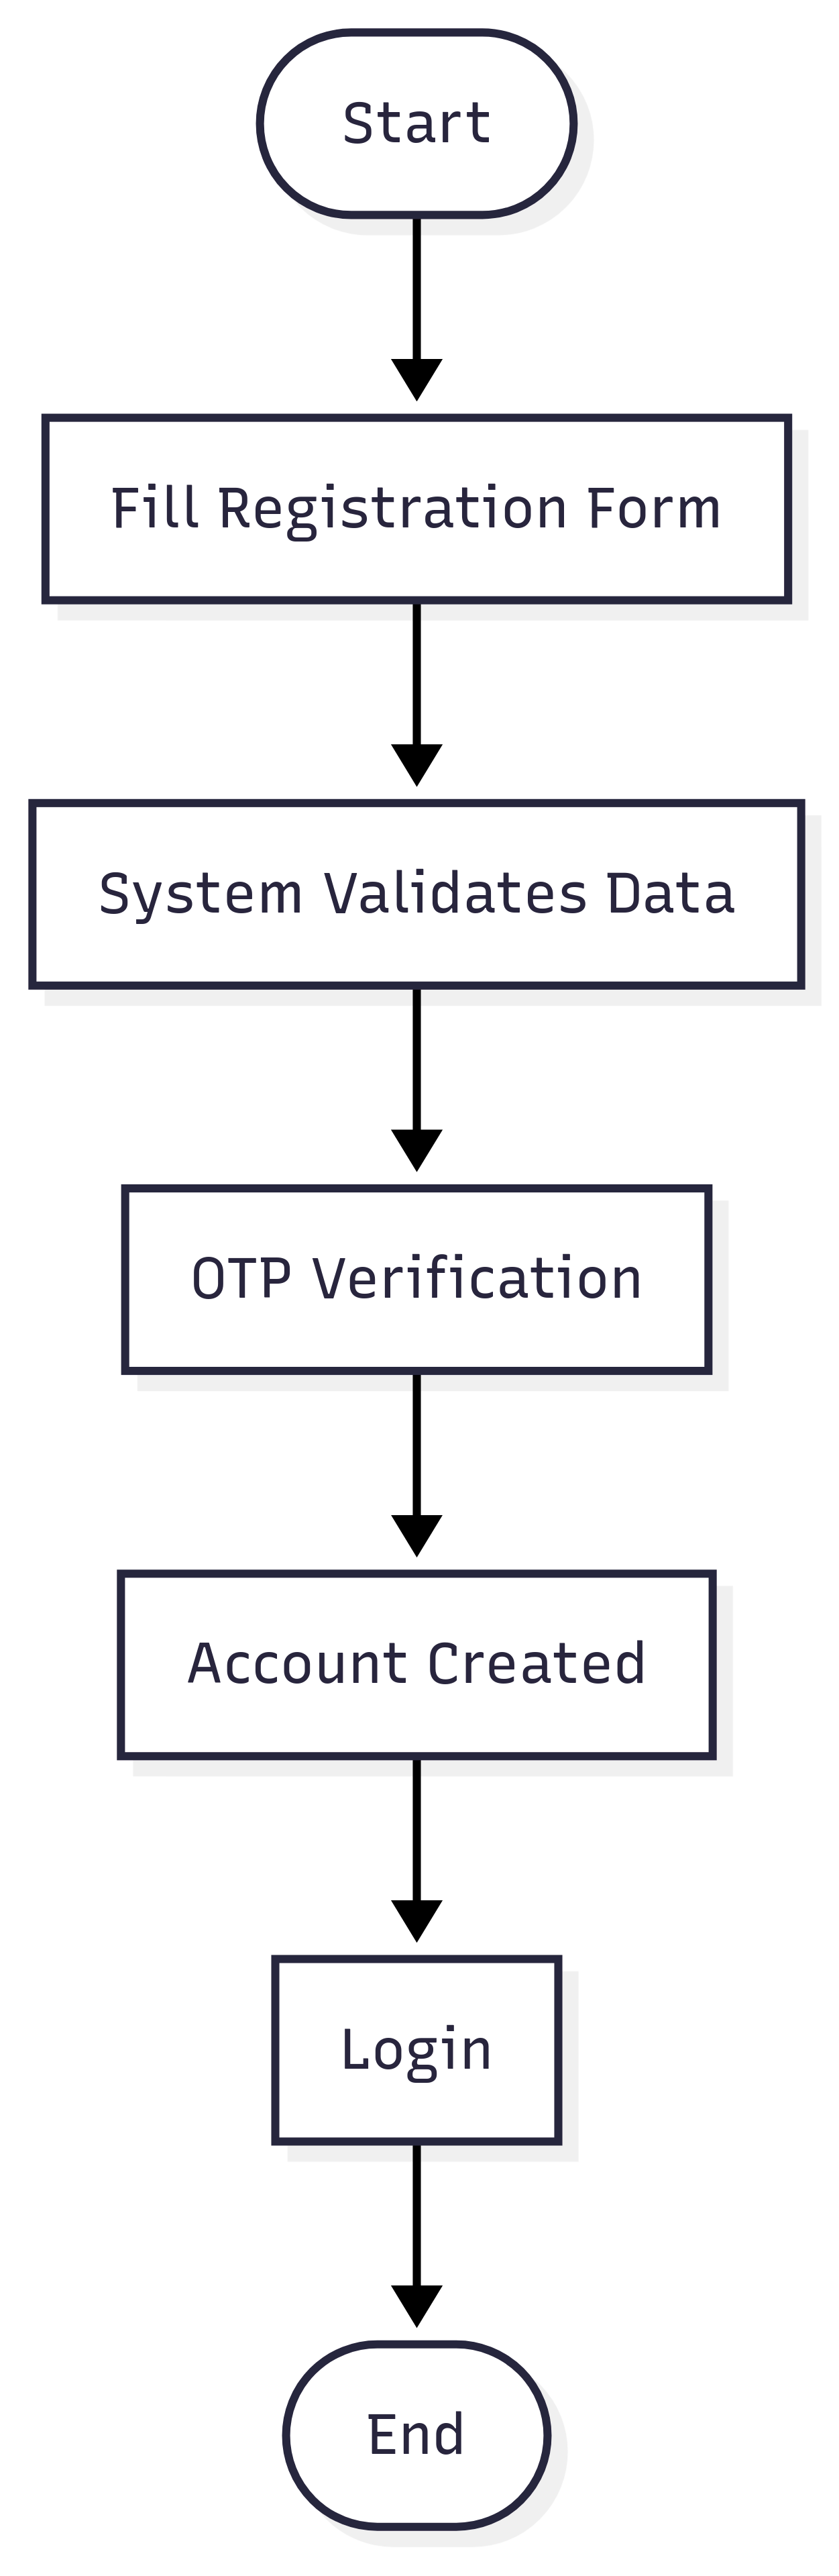 Start
Fill Registration Form
System Validates Data
OTP Verification
Account Created
Login
End